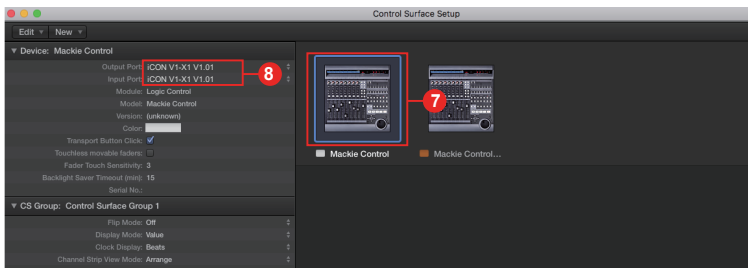 Control Surface Setup
Edit New
Device: Mackie Control
Output Port: iCON V1-X1 V1.01
Input Port: iCON V1-X1 V1.01
8
Module: Logic Control
Model: Mackie Control
Version: (unknown)
Color:
Transport Button Click:
Touchless movable faders:
Fader Touch Sensitivity: 3
Backlight Saver Timeout (min): 15
Serial No.:
CS Group: Control Surface Group 1
Flip Mode: Off
Display Mode: Value
Clock Display: Beats
Channel Strip View Mode: Arrange
7
Mackie Control
Mackie Control...